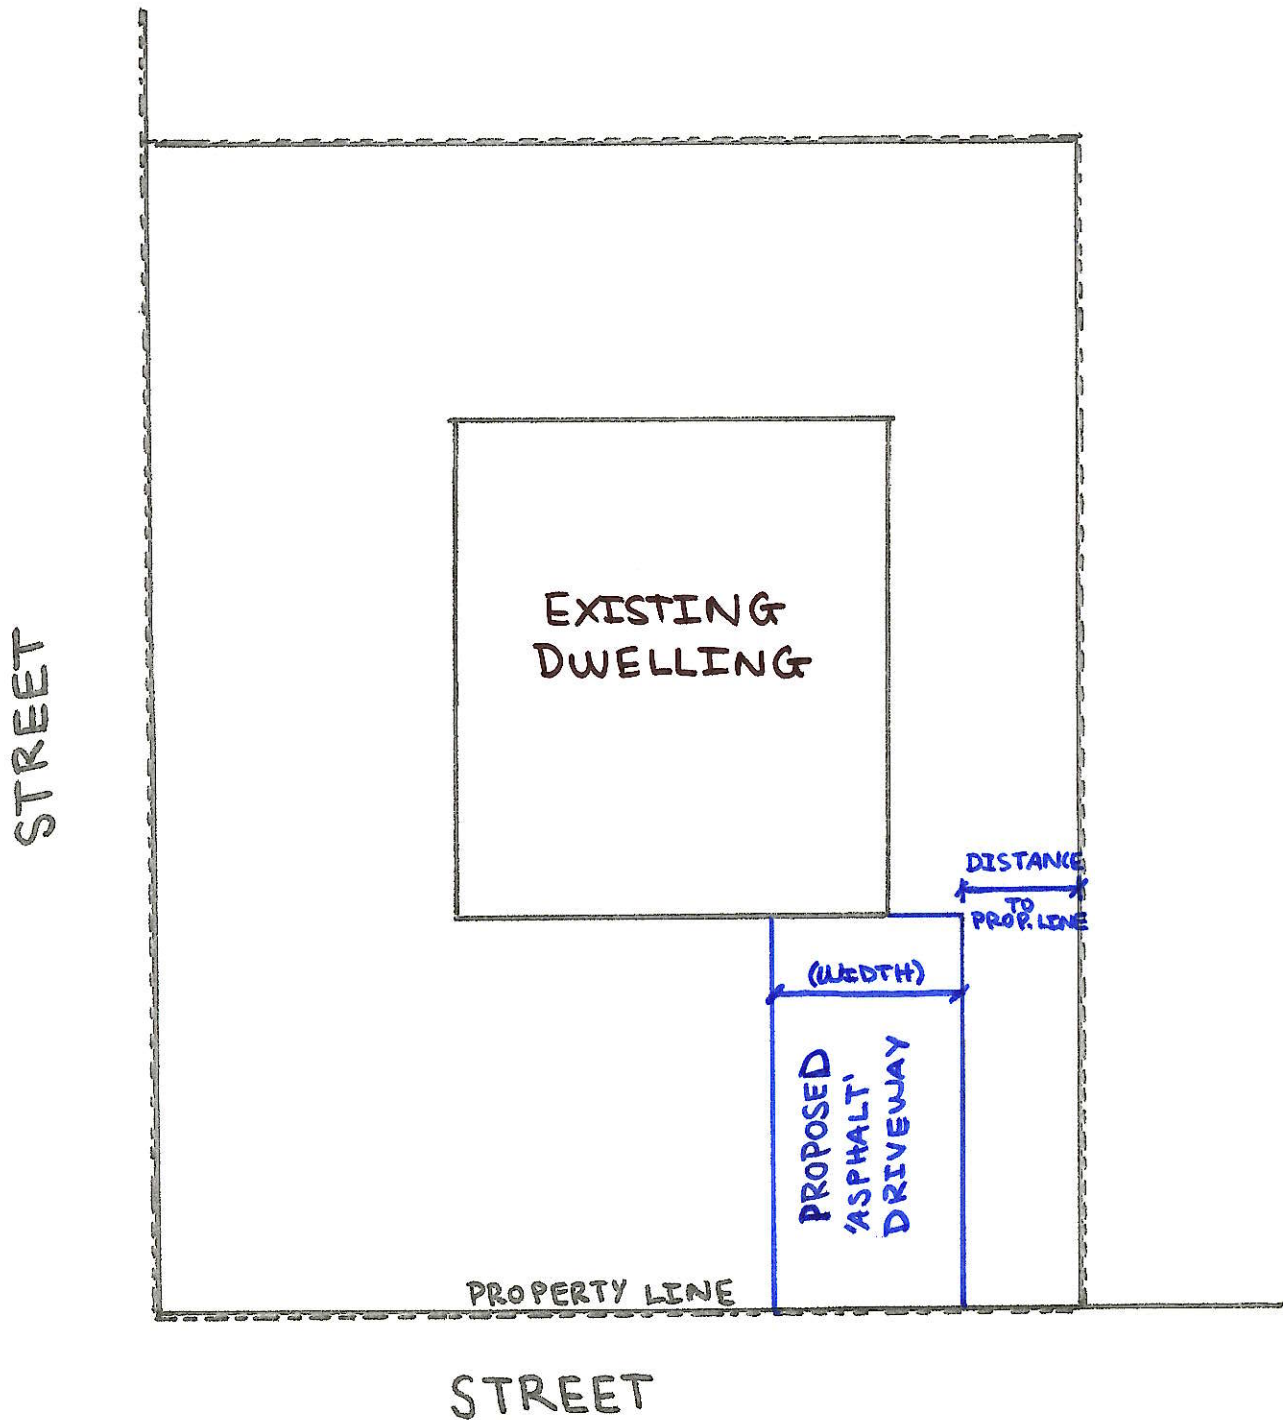 EXISTING
DWELLING
STREET
DISTANCE
TO
PROP. LINE
(WIDTH)
PROPOSED
'ASPHALT'
DRIVEWAY
PROPERTY LINE
STREET